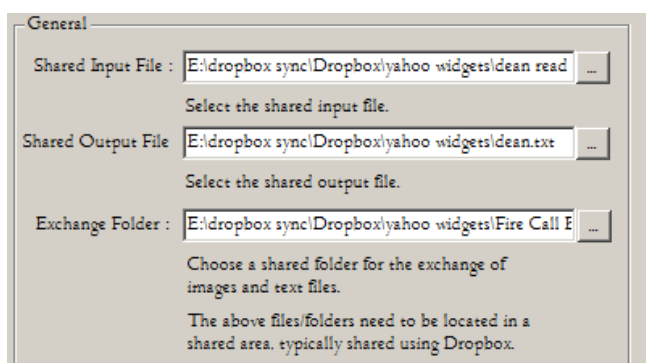 General
Shared Input File : E:\dropbox sync\Dropbox\yahoo widgets\dean read ...
Select the shared input file.
Shared Output File E:\dropbox sync\Dropbox\yahoo widgets\dean.txt ...
Select the shared output file.
Exchange Folder : E:\dropbox sync\Dropbox\yahoo widgets\Fire Call ...
Choose a shared folder for the exchange of
images and text files.
The above files/folders need to be located in a
shared area. typically shared using Dropbox.